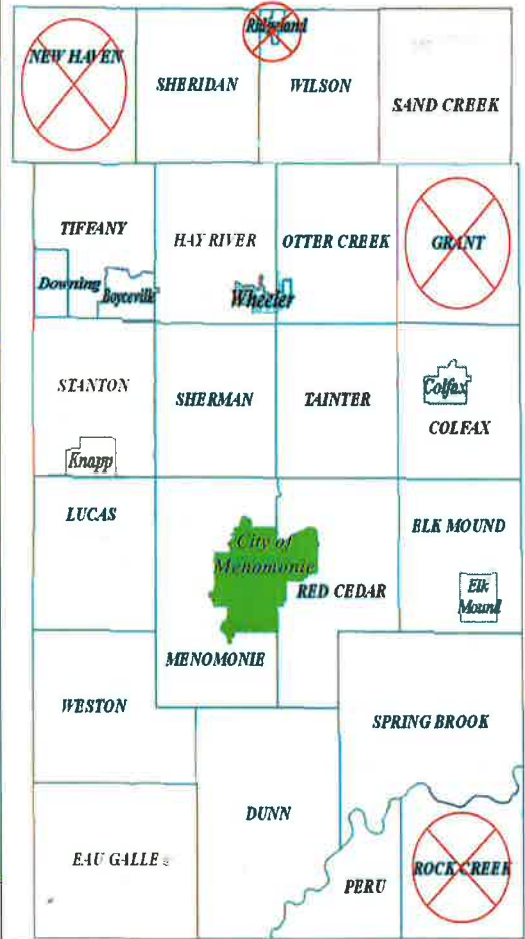 Ridgeland
NEW HAVEN
SHERIDAN
WILSON
SAND CREEK
TIFFANY
HAY RIVER
OTTER CREEK
GRANT
Downing
Boyceville
Wheeler
STANTON
SHERMAN
TAINTER
Colfax
COLFAX
Knapp
LUCAS
ELK MOUND
City of
Menomonie
RED CEDAR
Elk
Mound
MENOMONIE
WESTON
SPRING BROOK
DUNN
EAU GALLE
PERU
ROCK CREEK